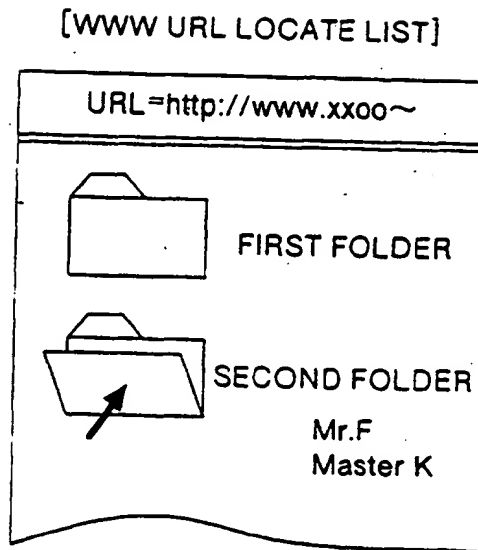 [WWW URL LOCATE LIST]
URL=http://www.xxoo~
FIRST FOLDER
SECOND FOLDER
Mr.F
Master K